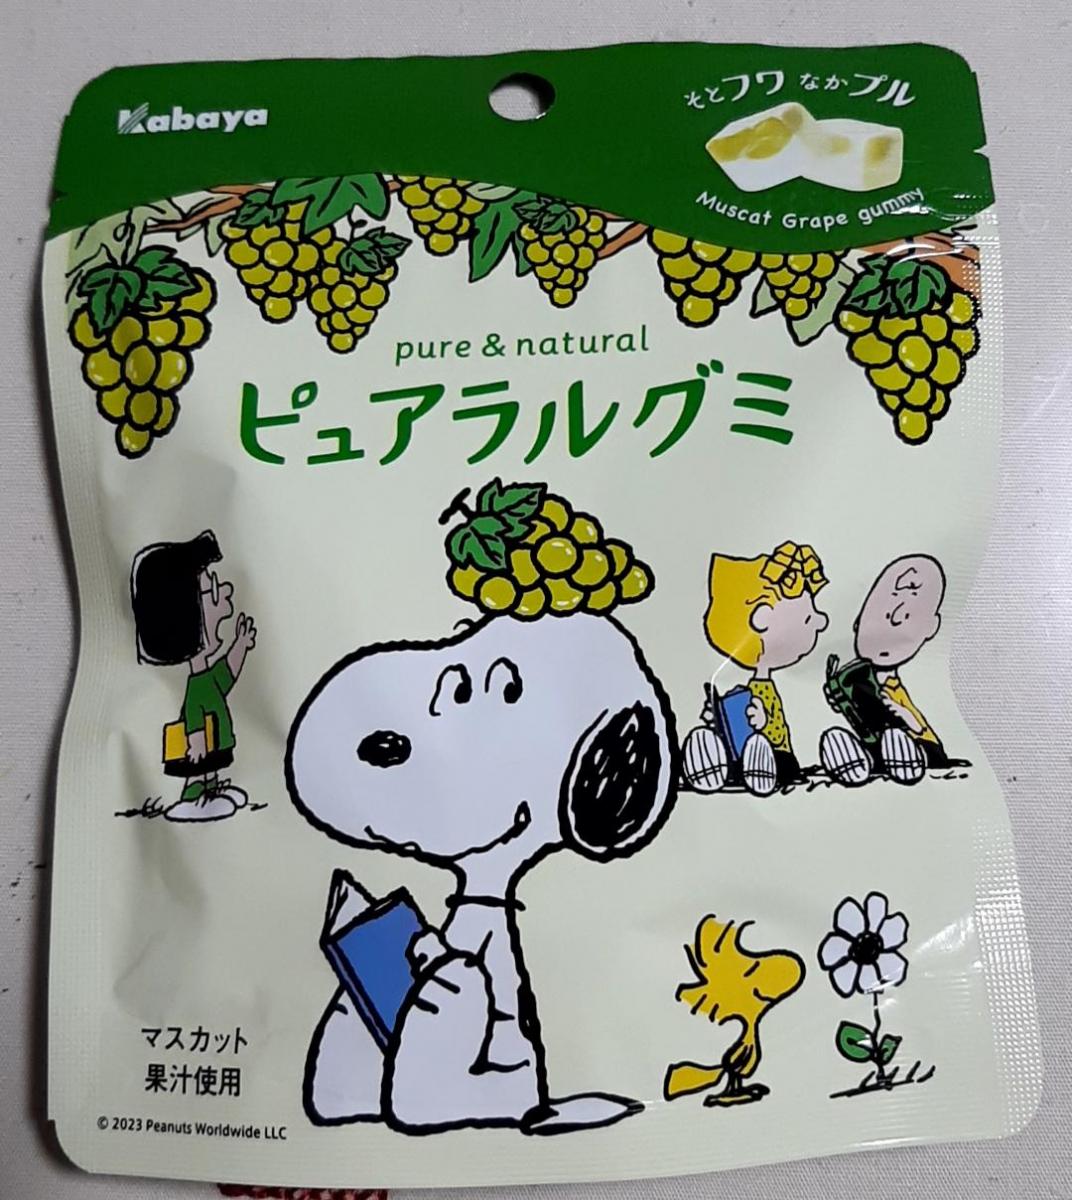 Kabaya
そとフワ なかプル
Muscat Grape gummy
pure & natural
ピュアラルグミ
マスカット
果汁使用
© 2023 Peanuts Worldwide LLC